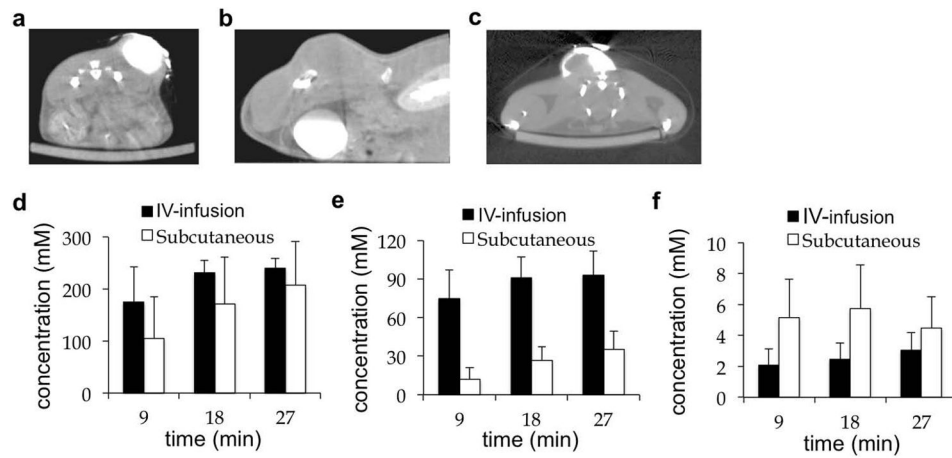 a
b
c
d
IV-infusion
Subcutaneous
concentration (mM)
300
200
100
0
9 18 27
time (min)
e
IV-infusion
Subcutaneous
concentration (mM)
120
90
60
30
0
9 18 27
time (min)
f
IV-infusion
Subcutaneous
concentration (mM)
10
8
6
4
2
0
9 18 27
time (min)